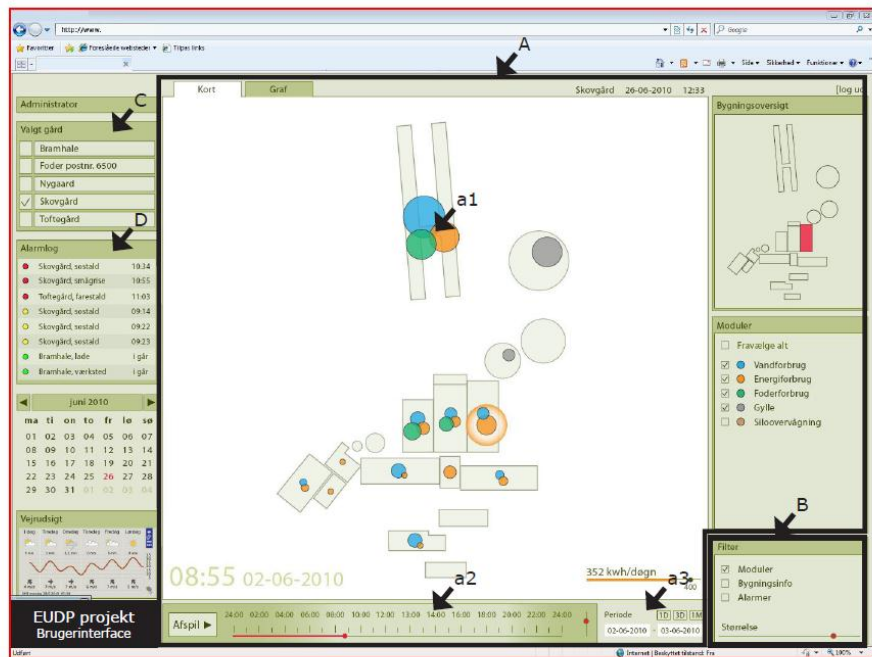 http://www.
Google
Favoritter
Foreslåede websteder
Tilpas links
Side
Sikkerhed
Funktioner
A
Kort
Graf
Skovgård 26-06-2010 12:33
[log ud
Administrator
C
Valgt gård
Bramhale
Foder postnr. 6500
Nygaard
Skovgård
Toftegård
D
Alarmlog
Skovgård, sestald 10:34
Skovgård, smågrise 10:55
Toftegård, farestald 11:03
Skovgård, sestald 09:14
Skovgård, sestald 09:22
Skovgård, sestald 09:23
Bramhale, lade i går
Bramhale, værksted i går
juni 2010
ma ti on to fr lø sø
01 02 03 04 05 06 07
08 09 10 11 12 13 14
15 16 17 18 19 20 21
22 23 24 25 26 27 28
29 30 31 01 02 03 04
Vejrudsigt
EUDP projekt
Brugerinterface
a1
08:55 02-06-2010
352 kwh/døgn
400
a2
a3
Afspil
24:00 02:00 04:00 06:00 08:00 10:00 12:00 13:00 14:00 16:00 18:00 20:00 22:00 24:00
Periode 1D 3D 1M
02-06-2010 - 03-06-2010
Bygningsoversigt
Moduler
Fravælge alt
Vandforbrug
Energiforbrug
Foderforbrug
Gylle
Siloovervågning
B
Filter
Moduler
Bygningsinfo
Alarmer
Størrelse
Udført
Internet | Beskyttet tilstand: Fra
100%